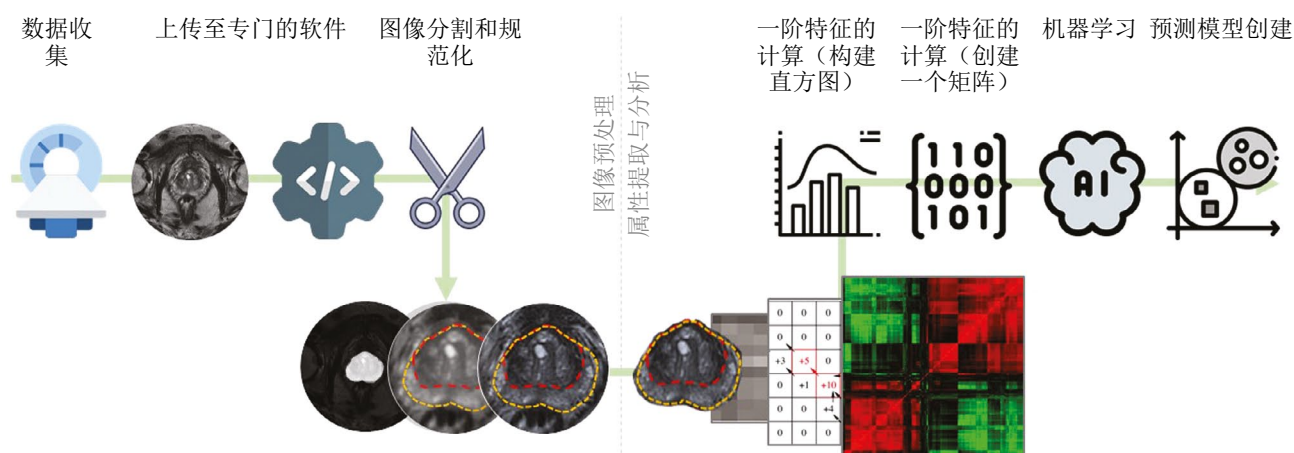 数据收
集
上传至专门的软件
图像分割和规
范化
图像预处理
属性提取与分析
一阶特征的
计算（构建
直方图）
一阶特征的
计算（创建
一个矩阵）
机器学习
预测模型创建
</>
110
000
101
AI
0 0 0
0 0 0
+3 +5 0
0 +1 +10
0 0 +4
0 0 0